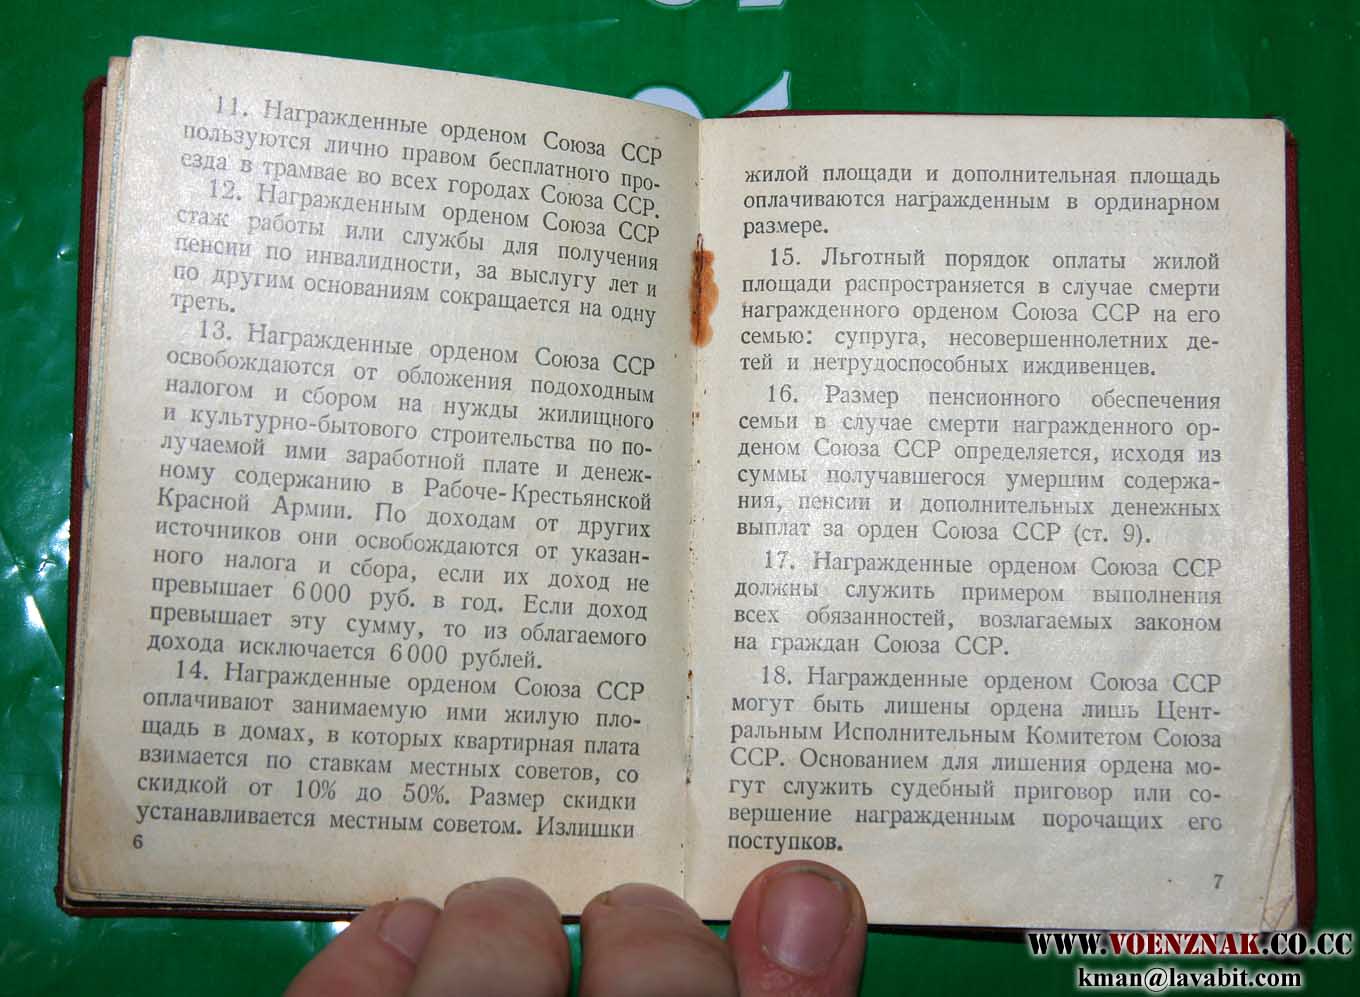 11. Награжденные орденом Союза ССР
пользуются лично правом бесплатного про-
езда в трамвае во всех городах Союза ССР.
12. Награжденным орденом Союза ССР
стаж работы или службы для получения
пенсии по инвалидности, за выслугу лет и
по другим основаниям сокращается на одну
треть.
13. Награжденные орденом Союза ССР
освобождаются от обложения подоходным
налогом и сбором на нужды жилищного
и культурно-бытового строительства по по-
лучаемой ими заработной плате и денеж-
ному содержанию в Рабоче-Крестьянской
Красной Армии. По доходам от других
источников они освобождаются от указан-
ного налога и сбора, если их доход не
превышает 6 000 руб. в год. Если доход
превышает эту сумму, то из облагаемого
дохода исключается 6 000 рублей.
14. Награжденные орденом Союза ССР
оплачивают занимаемую ими жилую пло-
щадь в домах, в которых квартирная плата
взимается по ставкам местных советов, со
скидкой от 10% до 50%. Размер скидки
устанавливается местным советом. Излишки
6
жилой площади и дополнительная площадь
оплачиваются награжденным в ординарном
размере.
15. Льготный порядок оплаты жилой
площади распространяется в случае смерти
награжденного орденом Союза ССР на его
семью: супруга, несовершеннолетних де-
тей и нетрудоспособных иждивенцев.
16. Размер пенсионного обеспечения
семьи в случае смерти награжденного ор-
деном Союза ССР определяется, исходя из
суммы получавшегося умершим содержа-
ния, пенсии и дополнительных денежных
выплат за орден Союза ССР (ст. 9).
17. Награжденные орденом Союза ССР
должны служить примером выполнения
всех обязанностей, возлагаемых законом
на граждан Союза ССР.
18. Награжденные орденом Союза ССР
могут быть лишены ордена лишь Цент-
ральным Исполнительным Комитетом Союза
ССР. Основанием для лишения ордена мо-
гут служить судебный приговор или со-
вершение награжденным порочащих его
поступков.
7
www.VOENZNAK.CO.CC
kman@lavabit.com